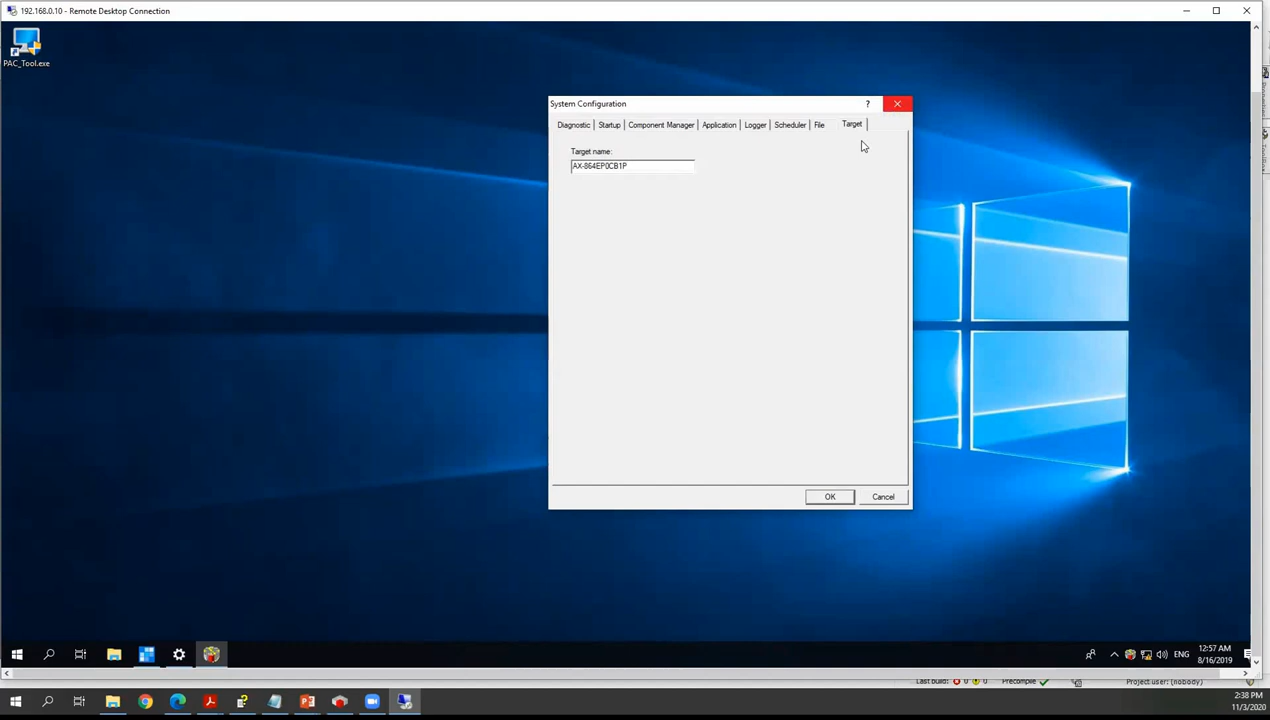 192.168.0.10 - Remote Desktop Connection
PAC_Tool.exe
System Configuration
?
Diagnostic Startup Component Manager Application Logger Scheduler File Target
Target name:
AX-864EP0CB1P
OK Cancel
ENG
12:57 AM
8/16/2019
Last build: 0 0 Precompile Project user: (nobody)
2:38 PM
11/3/2020